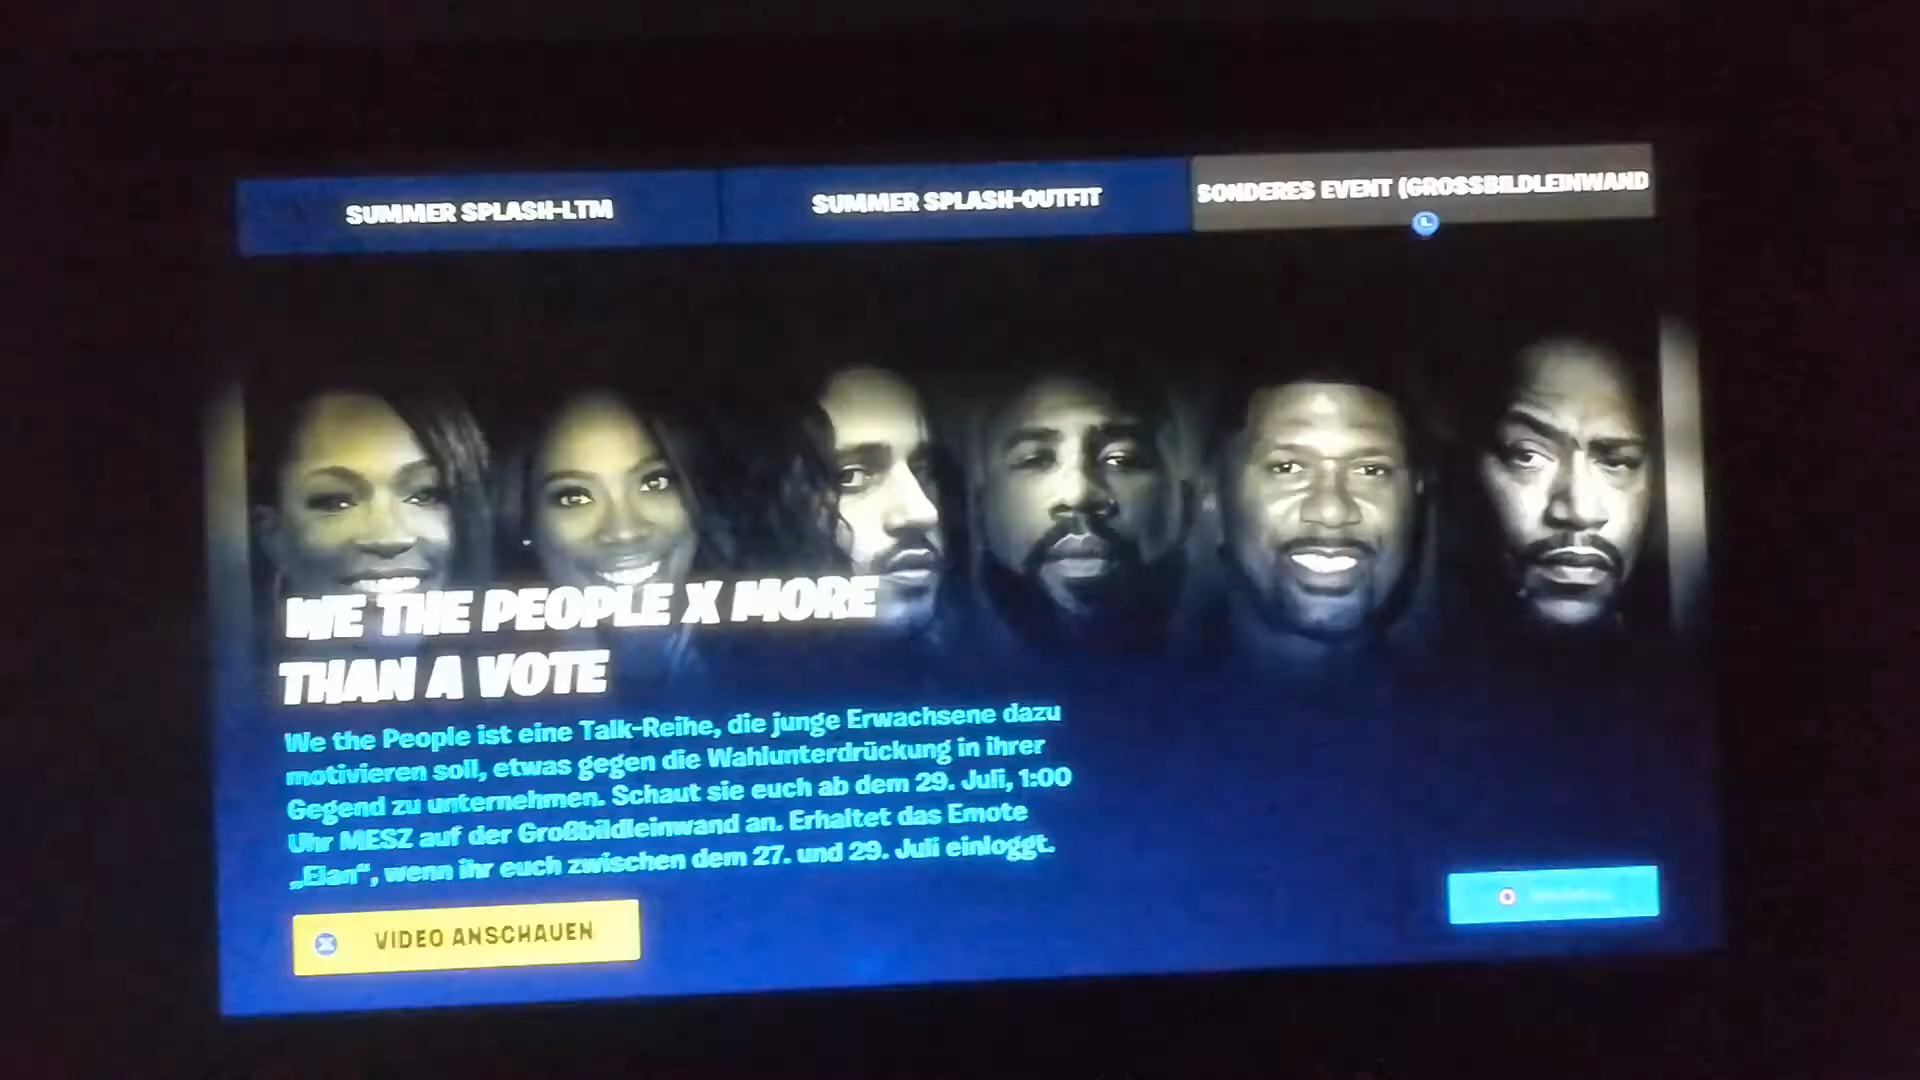 SUMMER SPLASH-LTM
SUMMER SPLASH-OUTFIT
SONDERES EVENT (GROSSBILDLEINWAND
WE THE PEOPLE X MORE
THAN A VOTE
We the People ist eine Talk-Reihe, die junge Erwachsene dazu
motivieren soll, etwas gegen die Wahlunterdrückung in ihrer
Gegend zu unternehmen. Schaut sie euch ab dem 29. Juli, 1:00
Uhr MESZ auf der Großbildleinwand an. Erhaltet das Emote
„Elan“, wenn ihr euch zwischen dem 27. und 29. Juli einloggt.
VIDEO ANSCHAUEN